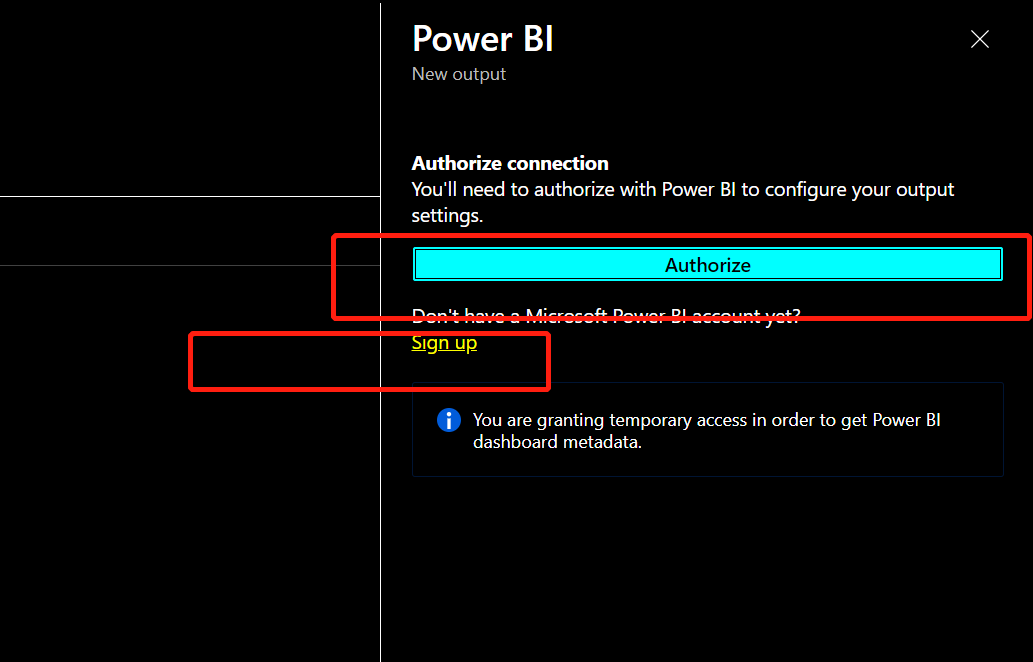 Power BI
New output
Authorize connection
You'll need to authorize with Power BI to configure your output
settings.
Authorize
Don't have a Microsoft Power BI account yet?
Sign up
You are granting temporary access in order to get Power BI
dashboard metadata.